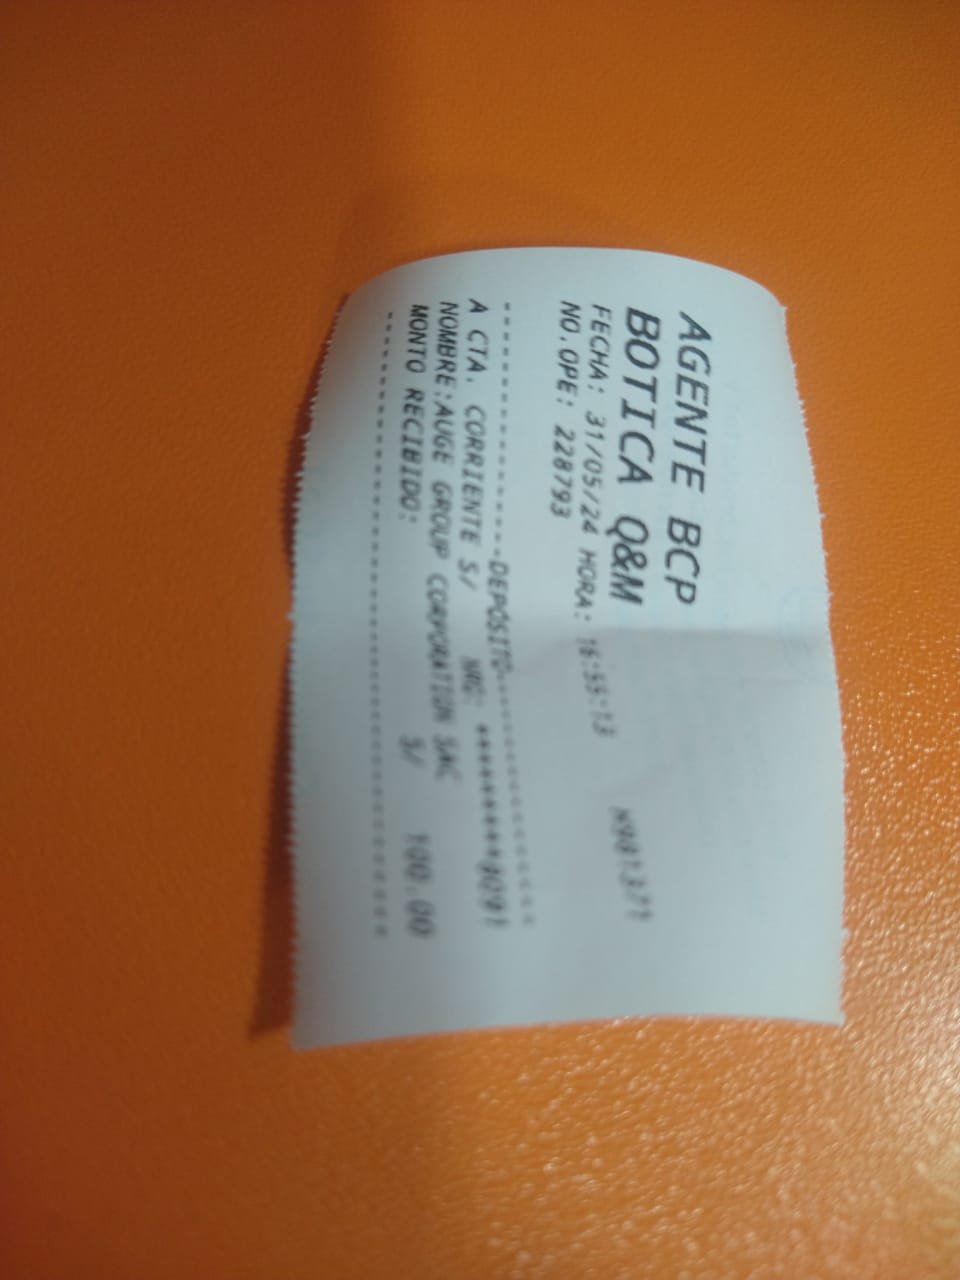 AGENTE BCP
BOTICA Q&M
FECHA: 31/05/24 HORA: 16:55:13
NO.OPE: 228793
--------------------DEPOSITO--------------------
A CTA. CORRIENTE S/ NRO:
NOMBRE:AUGE GROUP CORPORATION SAC
MONTO RECIBIDO: S/ 100.00
------------------------------------------------